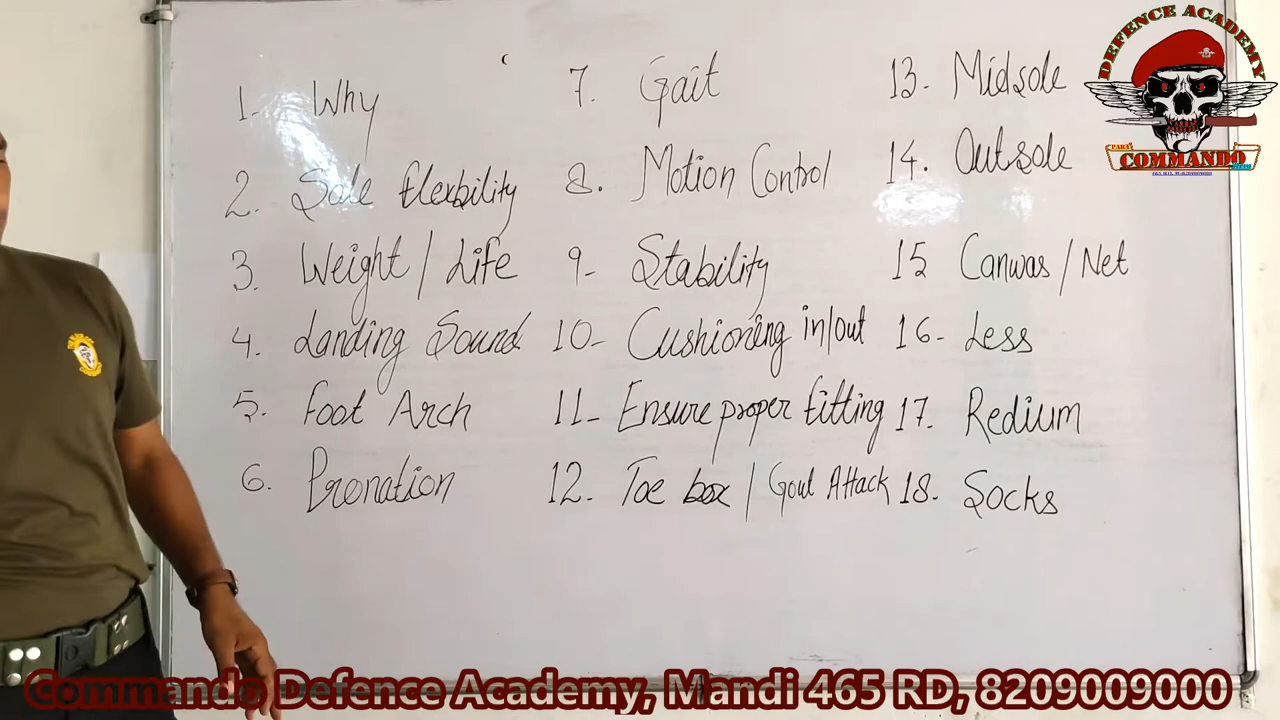 1. - Why
2. Sole flexbility
3. Weight / Life
4. Landing Sound
5. Foot Arch
6. Pronation
7. Gait
8. Motion Control
9- Stability
10- Cushioning in/out
11- Ensure proper fitting
12. Toe box / Gout Attack
13- Midsole
14. Outsole
15 Canwas / Net
16- Less
17. Redium
18- Socks
DEFENCE ACADEMY
COMMANDO
Commando Defence Academy, Mandi 465 RD, 8209009000